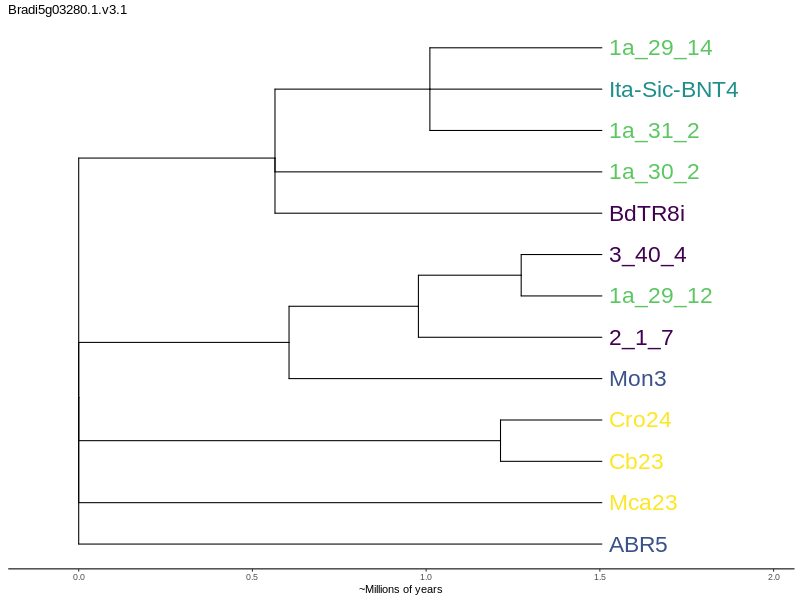 Bradi5g03280.1.v3.1
1a_29_14
Ita-Sic-BNT4
1a_31_2
1a_30_2
BdTR8i
3_40_4
1a_29_12
2_1_7
Mon3
Cro24
Cb23
Mca23
ABR5
0.0 0.5 1.0 1.5 2.0
~Millions of years